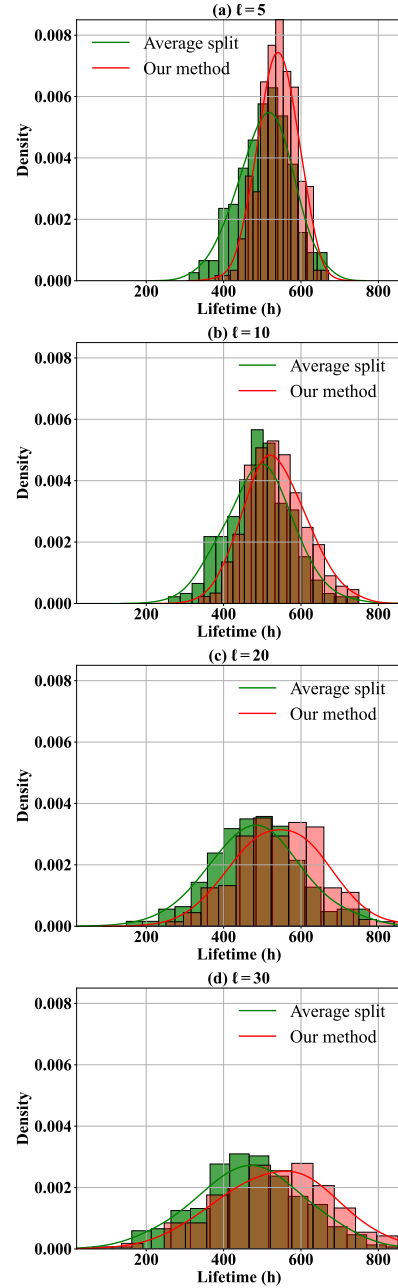 (a) ℓ = 5
0.008
0.006
0.004
0.002
0.000
Density
Average split
Our method
200 400 600 800
Lifetime (h)
(b) ℓ = 10
0.008
0.006
0.004
0.002
0.000
Density
Average split
Our method
200 400 600 800
Lifetime (h)
(c) ℓ = 20
0.008
0.006
0.004
0.002
0.000
Density
Average split
Our method
200 400 600 800
Lifetime (h)
(d) ℓ = 30
0.008
0.006
0.004
0.002
0.000
Density
Average split
Our method
200 400 600 800
Lifetime (h)